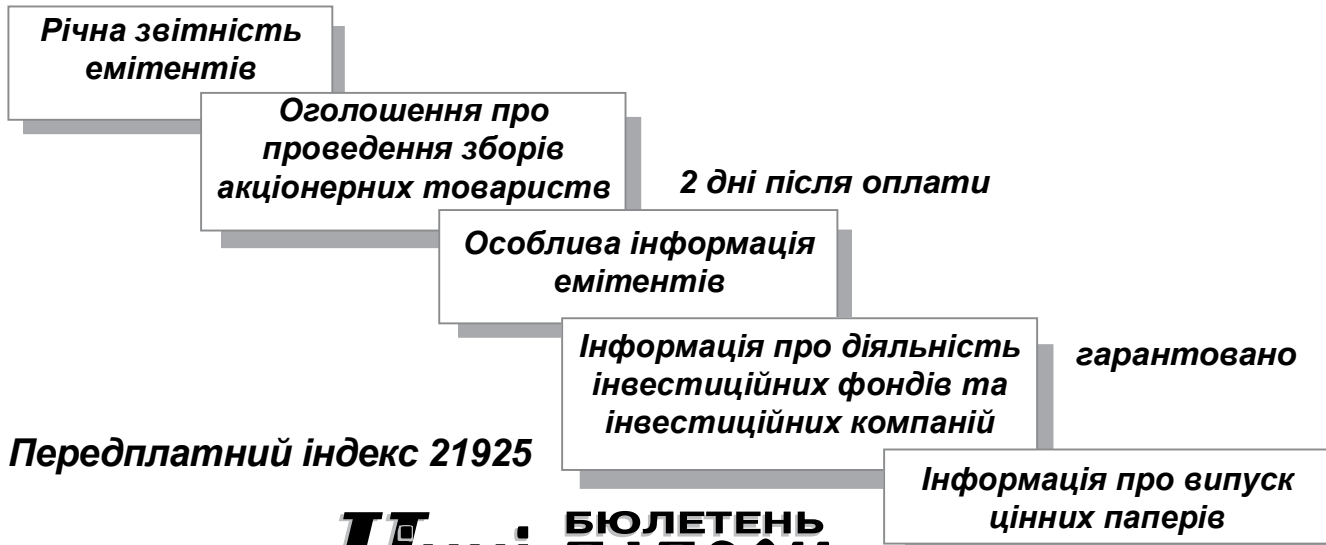 Річна звітність
емітентів
Оголошення про
проведення зборів
акціонерних товариств
2 дні після оплати
Особлива інформація
емітентів
Інформація про діяльність
інвестиційних фондів та
інвестиційних компаній
гарантовано
Передплатний індекс 21925
Інформація про випуск
цінних паперів
БЮЛЕТЕНЬ